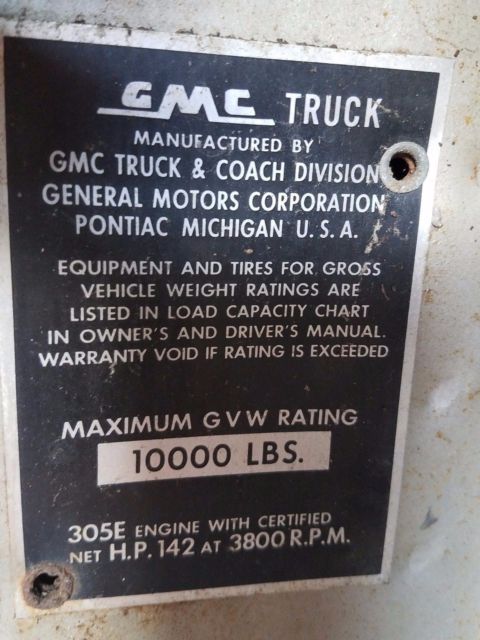 GMC TRUCK
MANUFACTURED BY
GMC TRUCK & COACH DIVISION
GENERAL MOTORS CORPORATION
PONTIAC MICHIGAN U.S.A.
EQUIPMENT AND TIRES FOR GROSS
VEHICLE WEIGHT RATINGS ARE
LISTED IN LOAD CAPACITY CHART
IN OWNER'S AND DRIVER'S MANUAL.
WARRANTY VOID IF RATING IS EXCEEDED
MAXIMUM GVW RATING
10000 LBS.
305E ENGINE WITH CERTIFIED
NET H.P. 142 AT 3800 R.P.M.